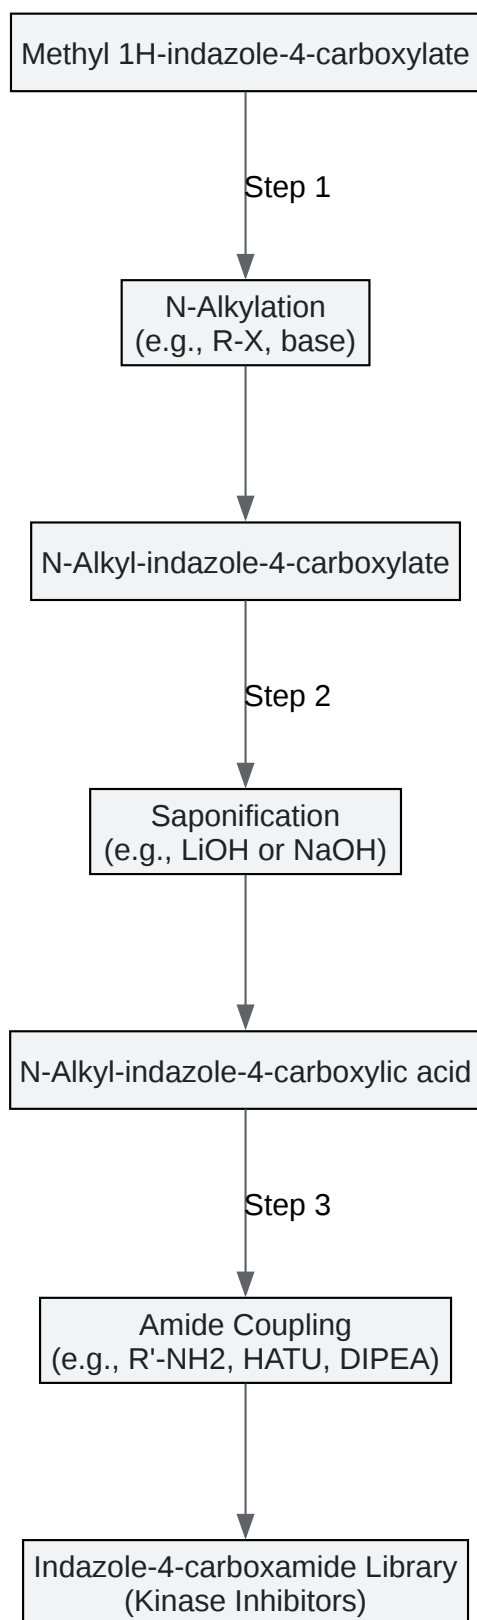 Methyl 1H-indazole-4-carboxylate
Step 1
N-Alkylation
(e.g., R-X, base)
N-Alkyl-indazole-4-carboxylate
Step 2
Saponification
(e.g., LiOH or NaOH)
N-Alkyl-indazole-4-carboxylic acid
Step 3
Amide Coupling
(e.g., R'-NH2, HATU, DIPEA)
Indazole-4-carboxamide Library
(Kinase Inhibitors)